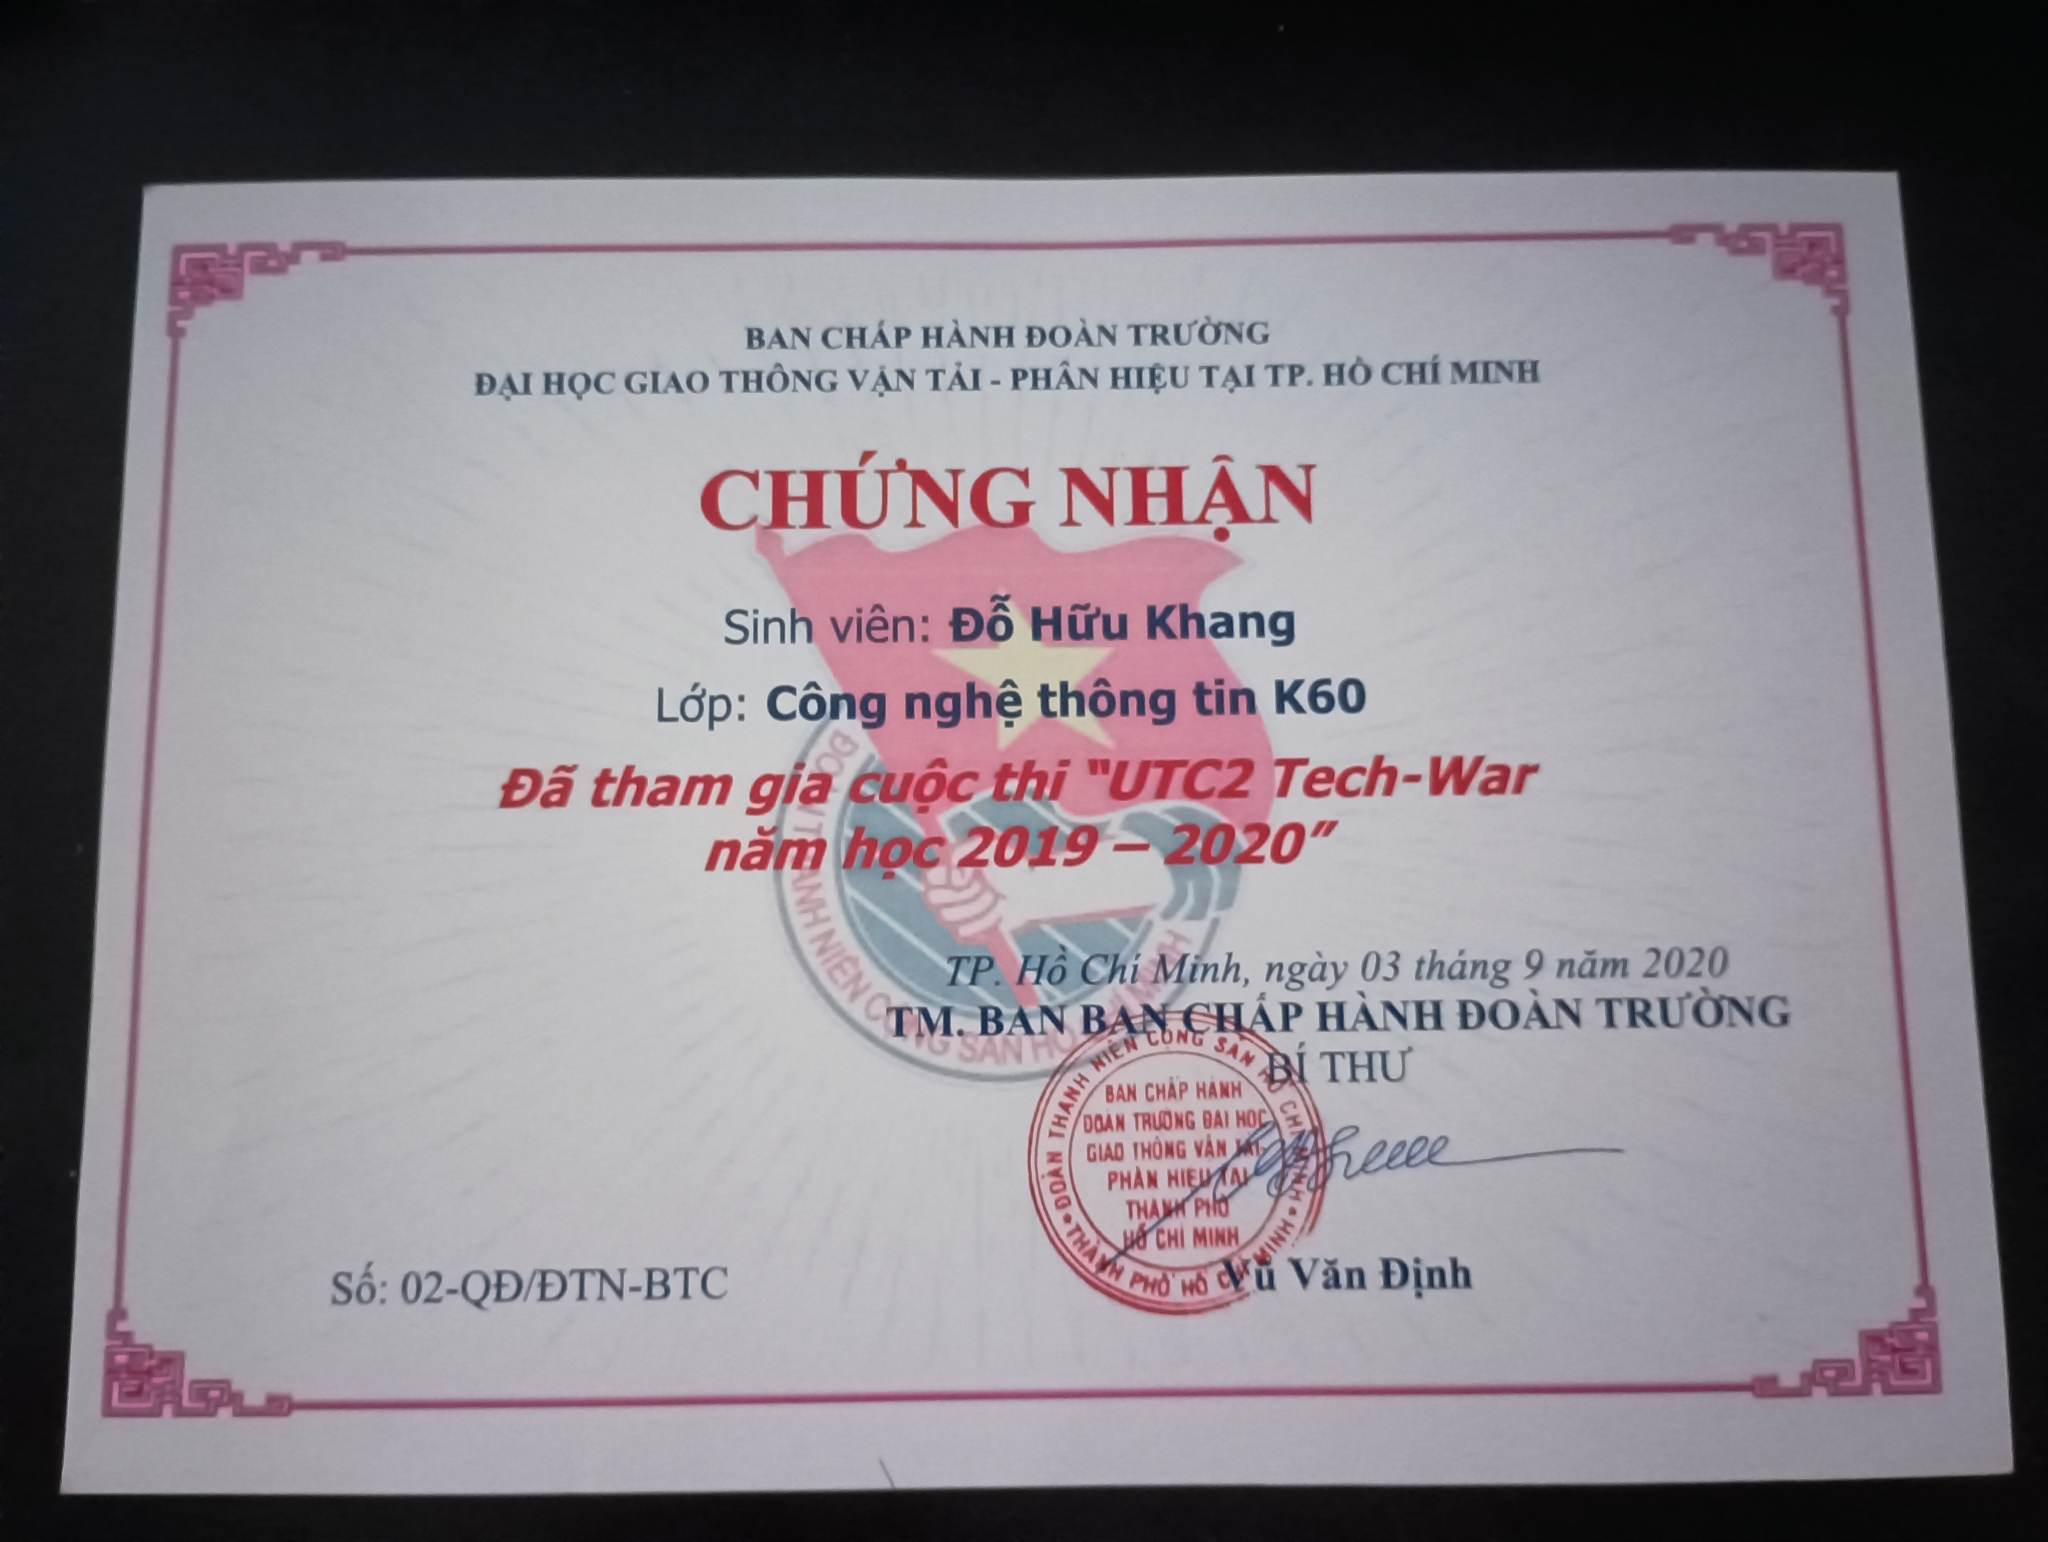 BAN CHẤP HÀNH ĐOÀN TRƯỜNG
ĐẠI HỌC GIAO THÔNG VẬN TẢI - PHÂN HIỆU TẠI TP. HỒ CHÍ MINH
CHỨNG NHẬN
Sinh viên: Đỗ Hữu Khang
Lớp: Công nghệ thông tin K60
Đã tham gia cuộc thi "UTC2 Tech-War
năm học 2019 – 2020"
TP. Hồ Chí Minh, ngày 03 tháng 9 năm 2020
TM. BAN BAN CHẤP HÀNH ĐOÀN TRƯỜNG
BÍ THƯ
ĐOÀN THANH NIÊN CỘNG SẢN HỒ CHÍ MINH
THÀNH PHỐ HỒ CHÍ MINH
BAN CHẤP HÀNH
ĐOÀN TRƯỜNG ĐẠI HỌC
GIAO THÔNG VẬN TẢI
PHÂN HIỆU TẠI
THÀNH PHỐ
HỒ CHÍ MINH
Vũ Văn Định
Số: 02-QĐ/ĐTN-BTC